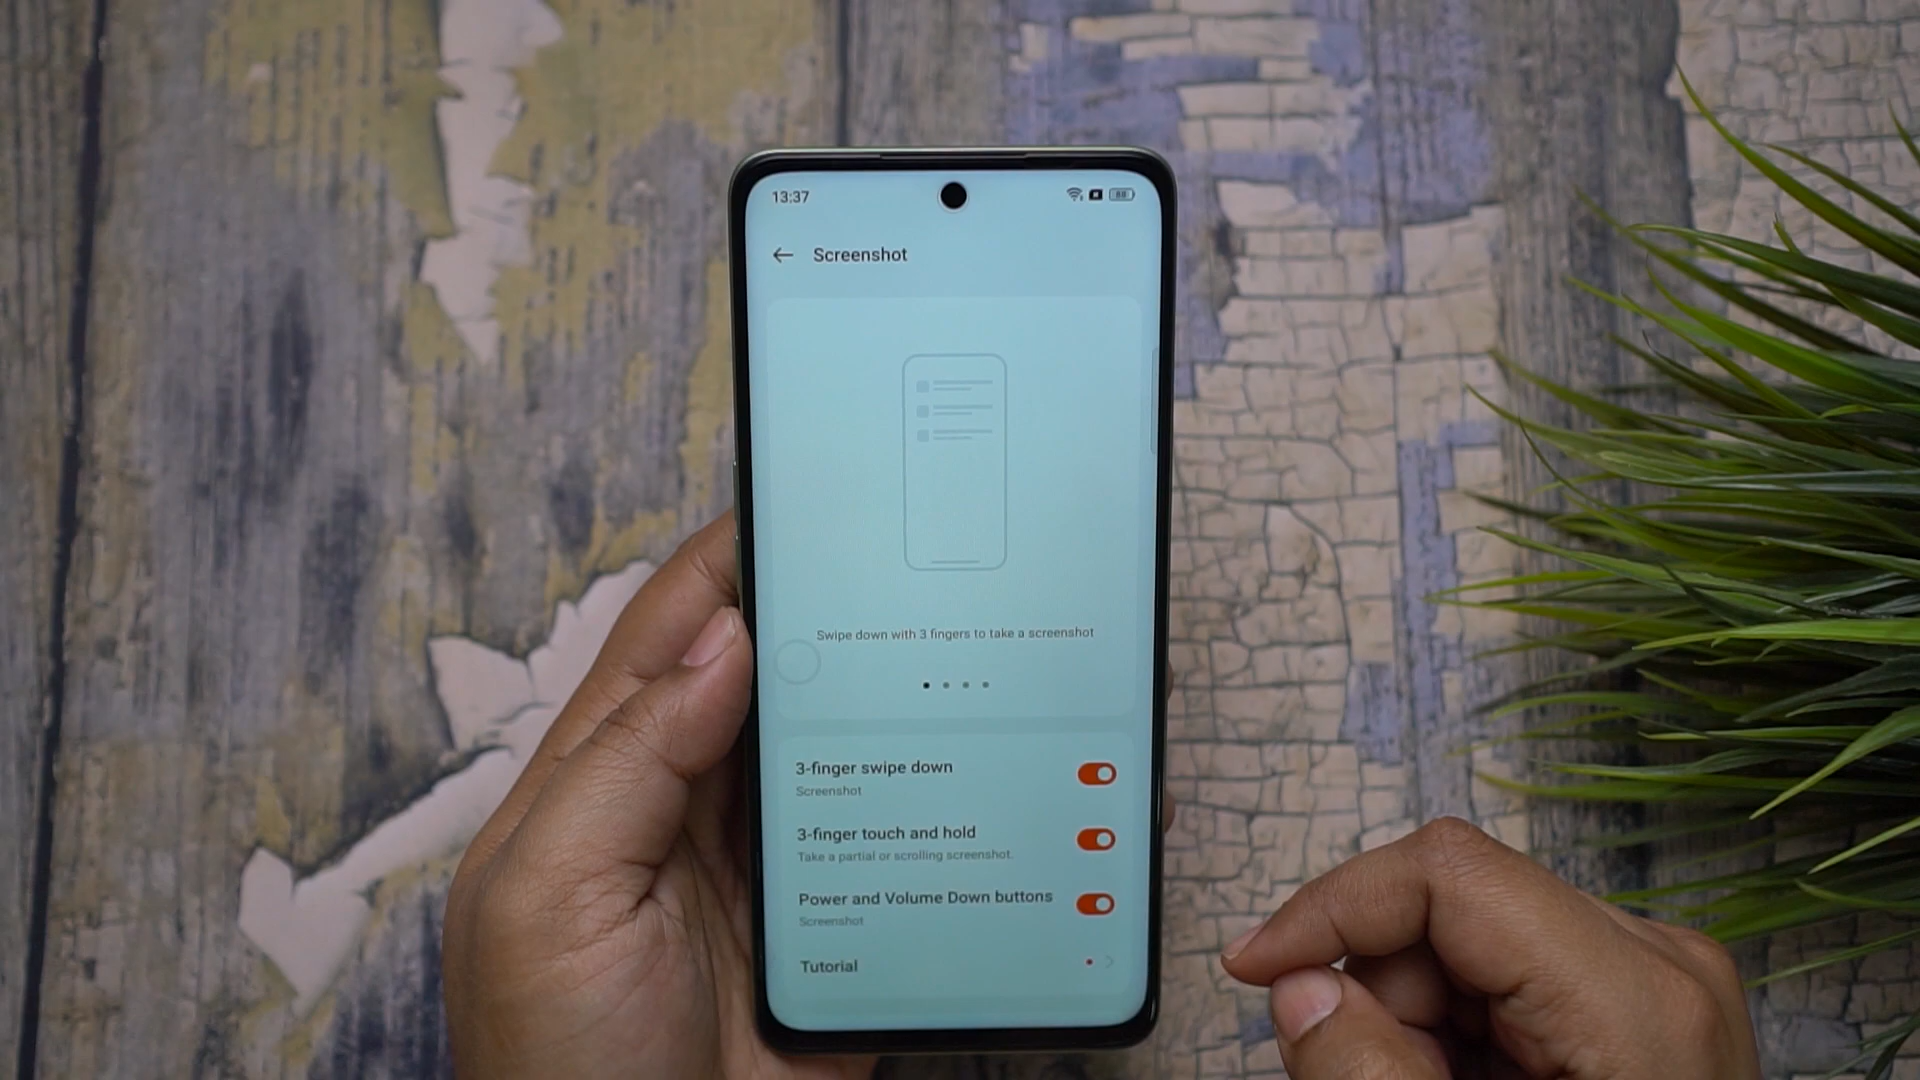 13:37
88
Screenshot
Swipe down with 3 fingers to take a screenshot
3-finger swipe down
Screenshot
3-finger touch and hold
Take a partial or scrolling screenshot.
Power and Volume Down buttons
Screenshot
Tutorial